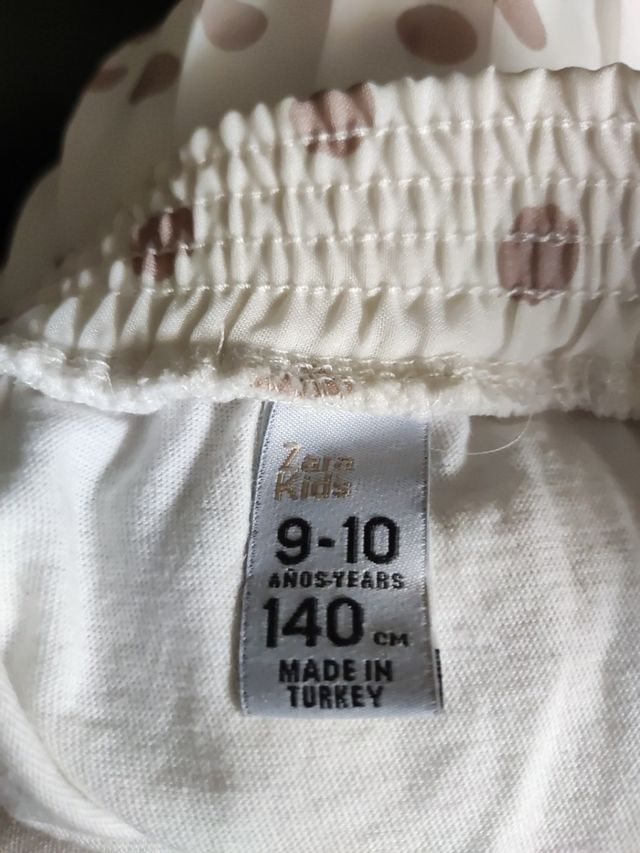 Zara
Kids
9-10
AÑOS-YEARS
140 CM
MADE IN
TURKEY